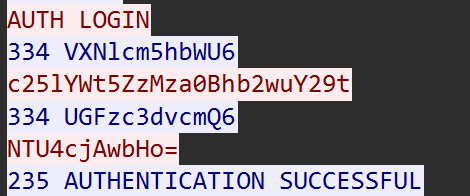 AUTH LOGIN
334 VXNlcm5hbWU6
c25lYWt5ZzMza0Bhb2wuY29t
334 UGFzc3dvcmQ6
NTU4cjAwbHo=
235 AUTHENTICATION SUCCESSFUL